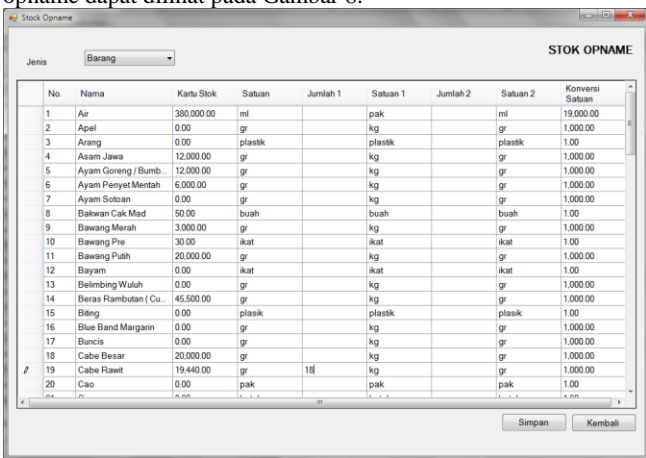 opname dapat dilihat pada Gambar 8.
Stock Opname
STOK OPNAME
Jenis Barang
No. Nama Kartu Stok Satuan Jumlah 1 Satuan 1 Jumlah 2 Satuan 2 Konversi Satuan
1 Air 380,000.00 ml pak ml 19,000.00
2 Apel 0.00 gr kg gr 1,000.00
3 Arang 0.00 plastik plastik plastik 1.00
4 Asam Jawa 12,000.00 gr kg gr 1,000.00
5 Ayam Goreng / Bumb... 12,000.00 gr kg gr 1,000.00
6 Ayam Penyet Mentah 6,000.00 gr kg gr 1,000.00
7 Ayam Sotoan 0.00 gr kg gr 1,000.00
8 Bakwan Cak Mad 50.00 buah buah buah 1.00
9 Bawang Merah 3,000.00 gr kg gr 1,000.00
10 Bawang Pre 30.00 ikat ikat ikat 1.00
11 Bawang Putih 20,000.00 gr kg gr 1,000.00
12 Bayam 0.00 ikat ikat ikat 1.00
13 Belimbing Wuluh 0.00 gr kg gr 1,000.00
14 Beras Rambutan ( Cu... 45,500.00 gr kg gr 1,000.00
15 Biting 0.00 plasik plastik plasik 1.00
16 Blue Band Margarin 0.00 gr kg gr 1,000.00
17 Buncis 0.00 gr kg gr 1,000.00
18 Cabe Besar 20,000.00 gr kg gr 1,000.00
19 Cabe Rawit 19,440.00 gr 18 kg gr 1,000.00
20 Cao 0.00 pak pak pak 1.00
Simpan Kembali